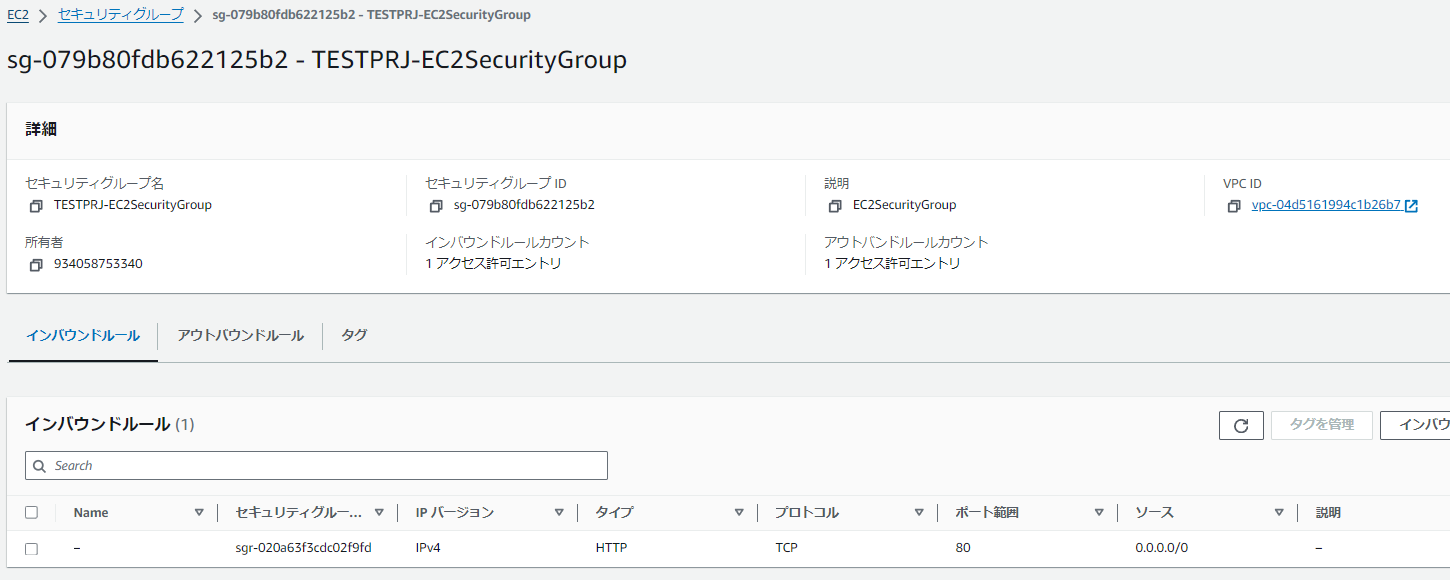 EC2 > セキュリティグループ > sg-079b80fdb622125b2 - TESTPRJ-EC2SecurityGroup
sg-079b80fdb622125b2 - TESTPRJ-EC2SecurityGroup
詳細
セキュリティグループ名 セキュリティグループ ID 説明 VPC ID
TESTPRJ-EC2SecurityGroup sg-079b80fdb622125b2 EC2SecurityGroup vpc-04d5161994c1b26b7
所有者 インバウンドルールカウント アウトバンドルールカウント
934058753340 1 アクセス許可エントリ 1 アクセス許可エントリ
インバウンドルール アウトバウンドルール タグ
インバウンドルール (1) タグを管理 インバウ
Search
Name セキュリティグルー... IP バージョン タイプ プロトコル ポート範囲 ソース 説明
– sgr-020a63f3cdc02f9fd IPv4 HTTP TCP 80 0.0.0.0/0 –